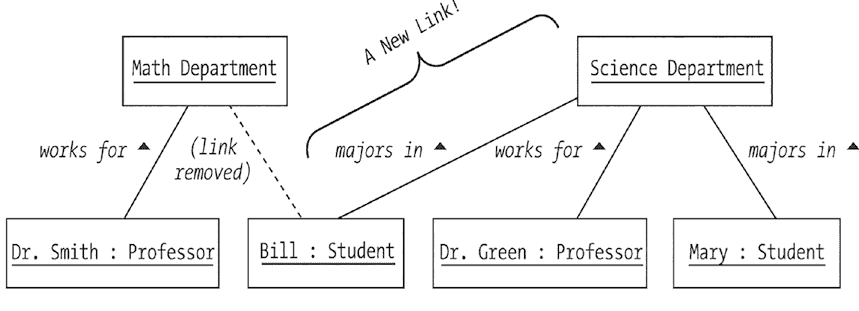 A New Link!
Math Department
Science Department
works for ▲
(link
removed)
majors in ▲
works for ▲
majors in ▲
Dr. Smith : Professor
Bill : Student
Dr. Green : Professor
Mary : Student